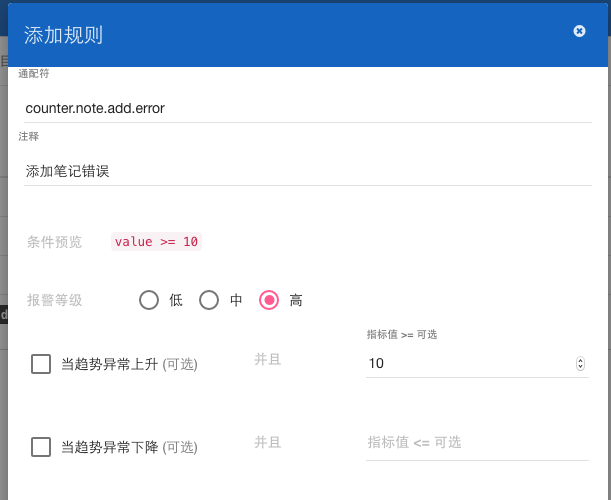 添加规则
通配符
counter.note.add.error
注释
添加笔记错误
条件预览 value >= 10
报警等级 低 中 高
指标值 >= 可选
当趋势异常上升 (可选) 并且 10
当趋势异常下降 (可选) 并且 指标值 <= 可选